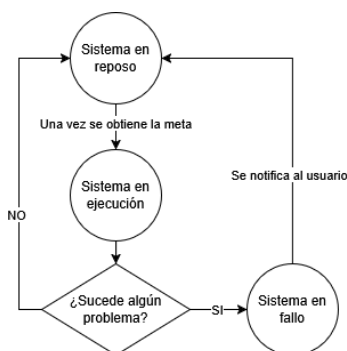 Sistema en
reposo
Una vez se obtiene la meta
Sistema en
ejecución
Se notifica al usuario
NO
¿Sucede algún
problema?
SI
Sistema en
fallo